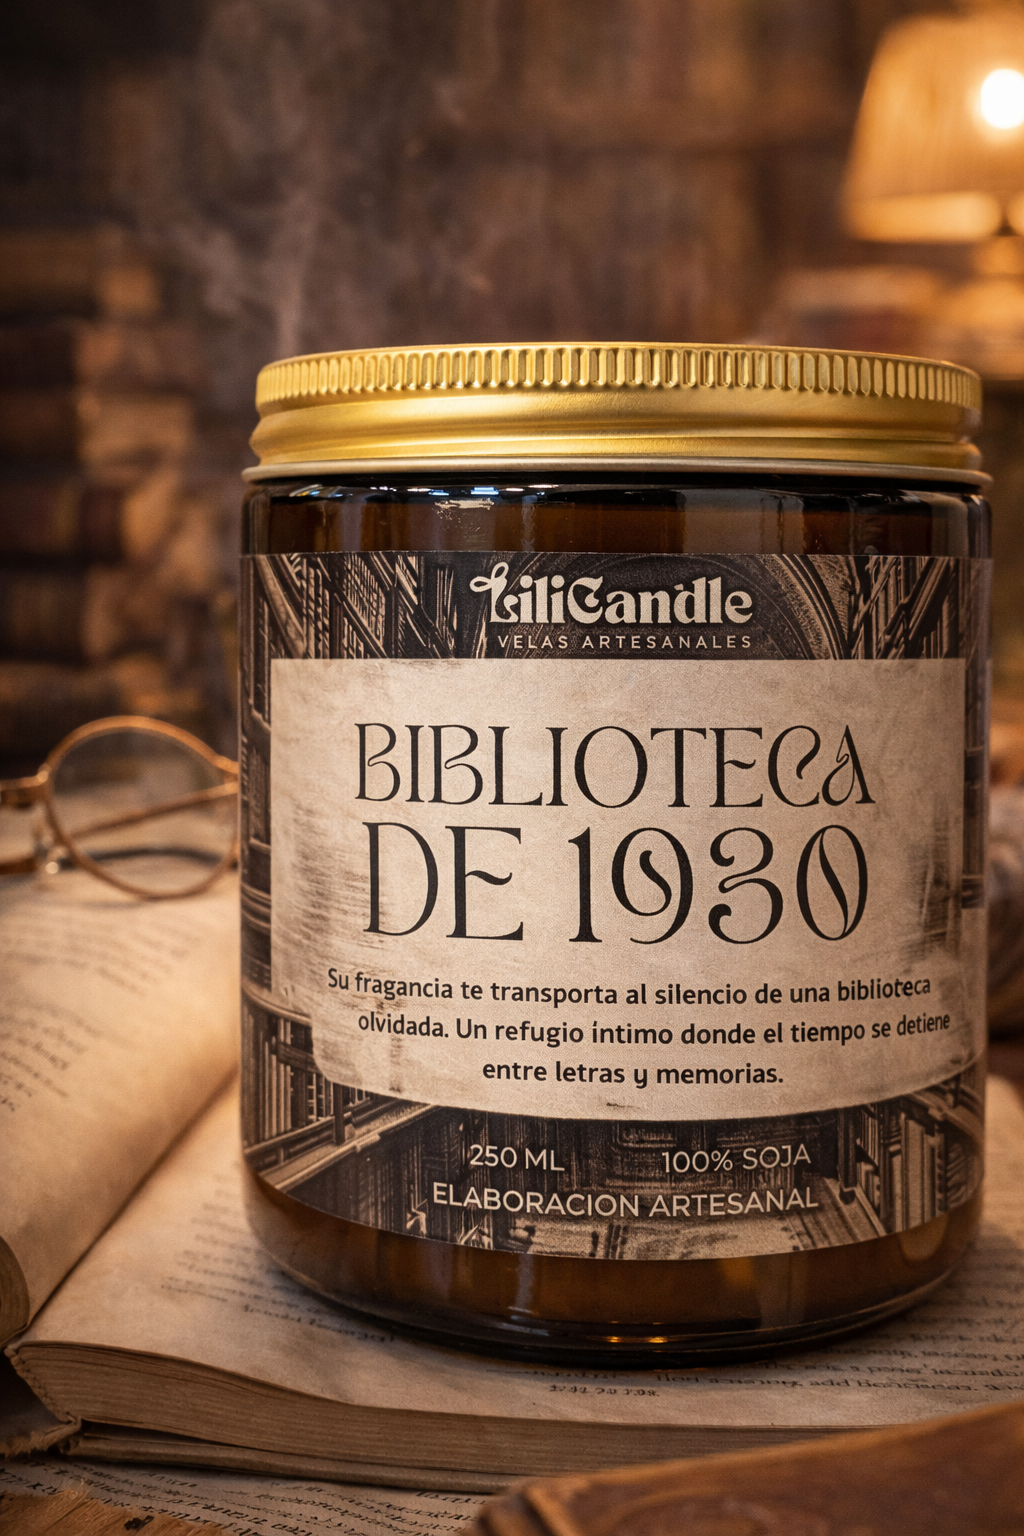 LiliCandle
VELAS ARTESANALES
BIBLIOTECA
DE 1930
Su fragancia te transporta al silencio de una biblioteca
olvidada. Un refugio íntimo donde el tiempo se detiene
entre letras y memorias.
250 ML 100% SOJA
ELABORACION ARTESANAL